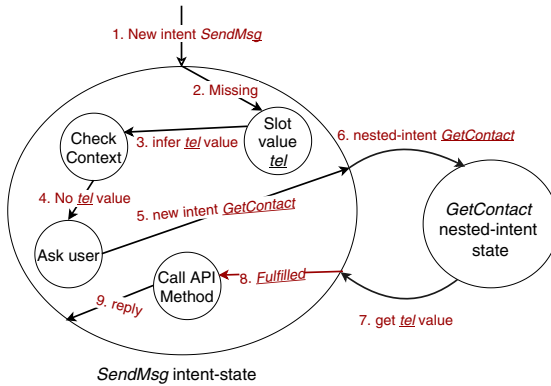 1. New intent SendMsg
2. Missing
Slot
value
tel
Check
Context
3. infer tel value
4. No tel value
Ask user
5. new intent GetContact
6. nested-intent GetContact
GetContact
nested-intent
state
7. get tel value
8. Fulfilled
Call API
Method
9. reply
SendMsg intent-state